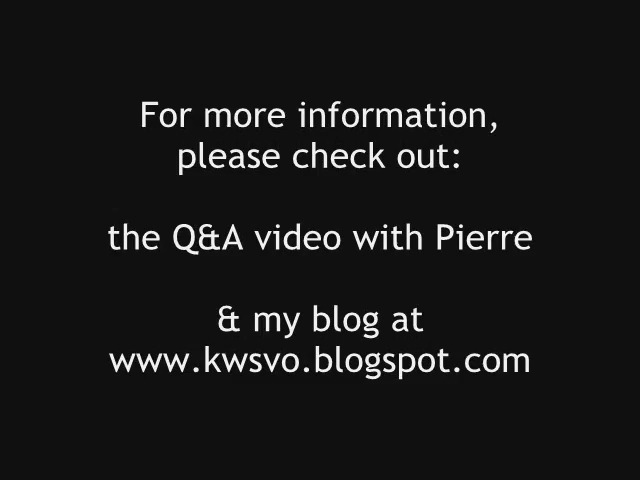 For more information,
please check out:
the Q&A video with Pierre
& my blog at
www.kwsvo.blogspot.com